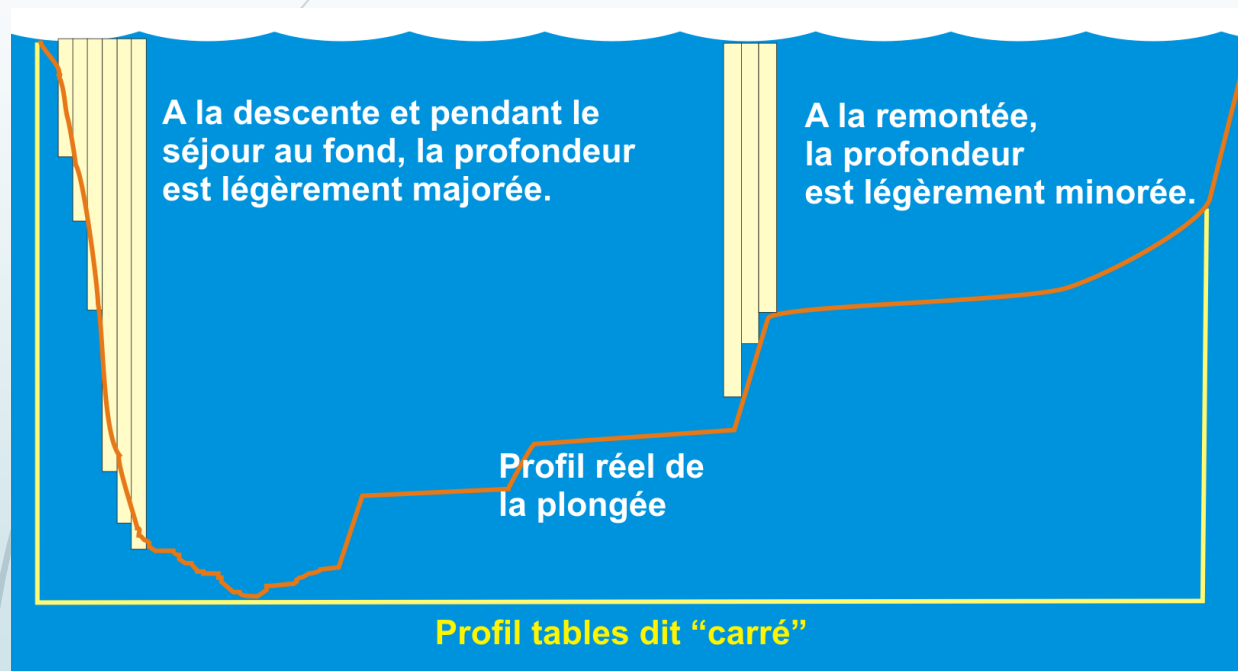 A la descente et pendant le
séjour au fond, la profondeur
est légèrement majorée.
A la remontée,
la profondeur
est légèrement minorée.
Profil réel de
la plongée
Profil tables dit “carré”